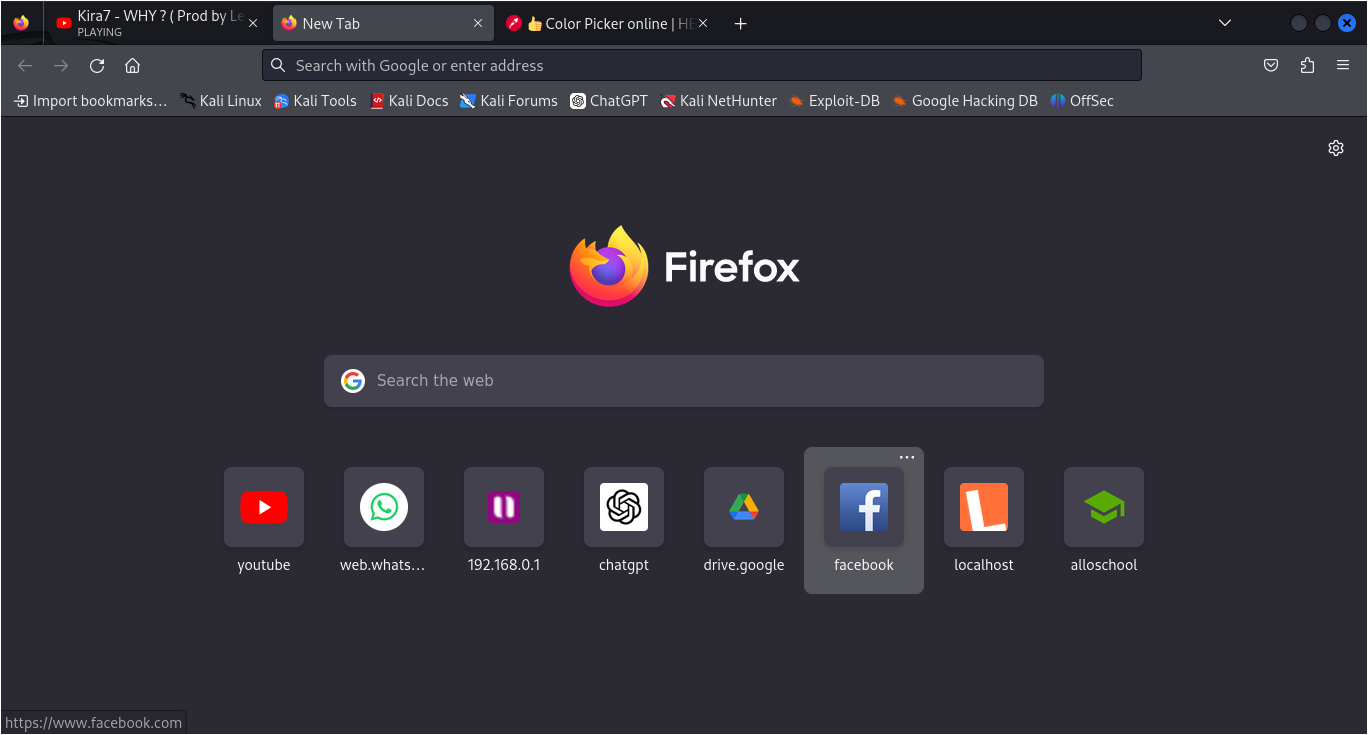 Kira7 - WHY ? ( Prod by Le
PLAYING
New Tab
Color Picker online | HE
Search with Google or enter address
Import bookmarks…
Kali Linux
Kali Tools
Kali Docs
Kali Forums
ChatGPT
Kali NetHunter
Exploit-DB
Google Hacking DB
OffSec
Firefox
Search the web
youtube
web.whats…
192.168.0.1
chatgpt
drive.google
facebook
localhost
alloschool
https://www.facebook.com